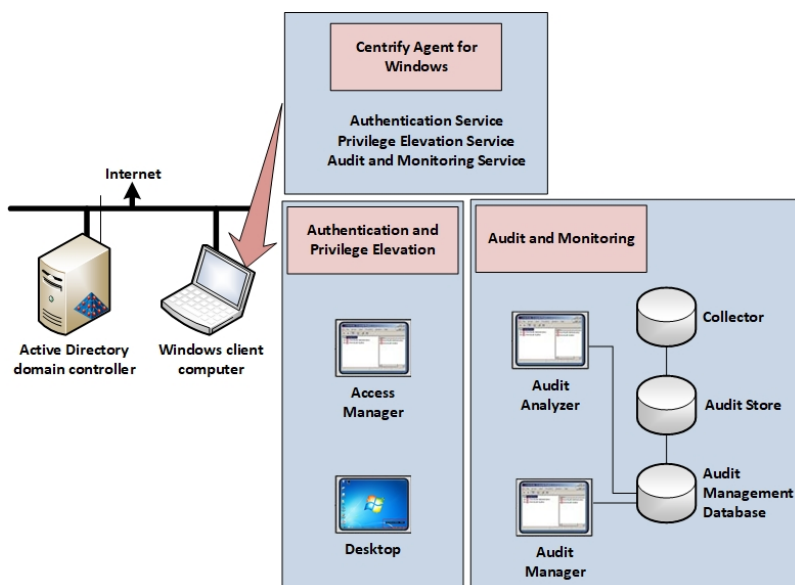 Centrify Agent for
Windows
Authentication Service
Privilege Elevation Service
Audit and Monitoring Service
Internet
Active Directory
domain controller
Windows client
computer
Authentication and
Privilege Elevation
Access
Manager
Desktop
Audit and Monitoring
Collector
Audit
Analyzer
Audit Store
Audit
Management
Database
Audit
Manager